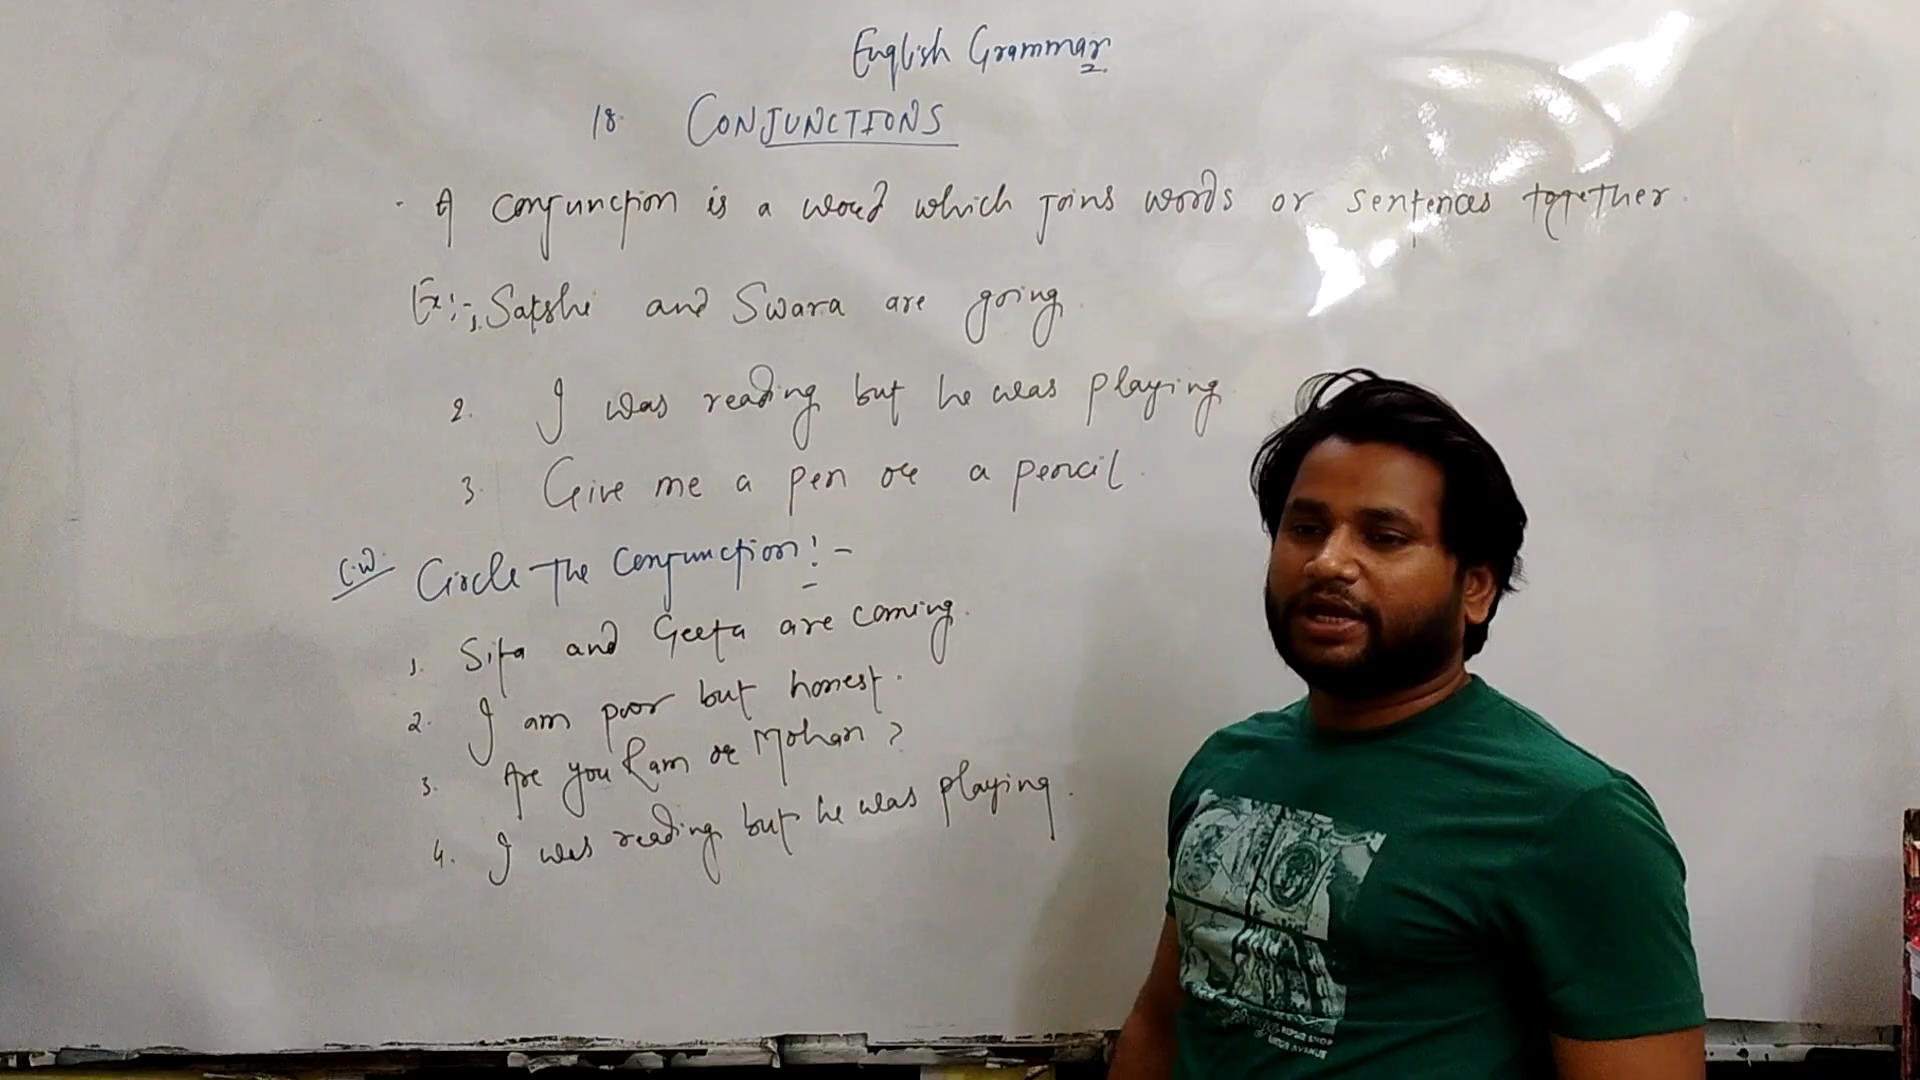 English Grammar
2.
18. CONJUNCTIONS
. A conjunction is a word which joins words or sentences together.
Ex:- 1. Sakshi and Swara are going.
2. I was reading but he was playing.
3. Give me a pen or a pencil.
C.W. Circle The Conjunction:-
1. Sita and Geeta are coming.
2. I am poor but honest.
3. Are you Ram or Mohan?
4. I was reading but he was playing.